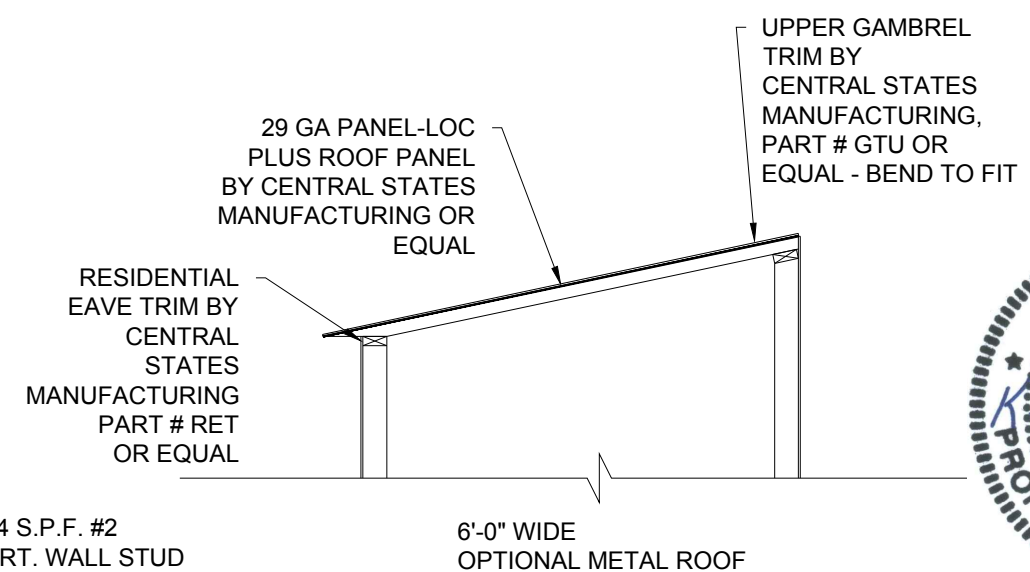 UPPER GAMBREL
TRIM BY
CENTRAL STATES
MANUFACTURING,
PART # GTU OR
EQUAL - BEND TO FIT
29 GA PANEL-LOC
PLUS ROOF PANEL
BY CENTRAL STATES
MANUFACTURING OR
EQUAL
RESIDENTIAL
EAVE TRIM BY
CENTRAL
STATES
MANUFACTURING
PART # RET
OR EQUAL
4 S.P.F. #2
RT. WALL STUD
6'-0" WIDE
OPTIONAL METAL ROOF